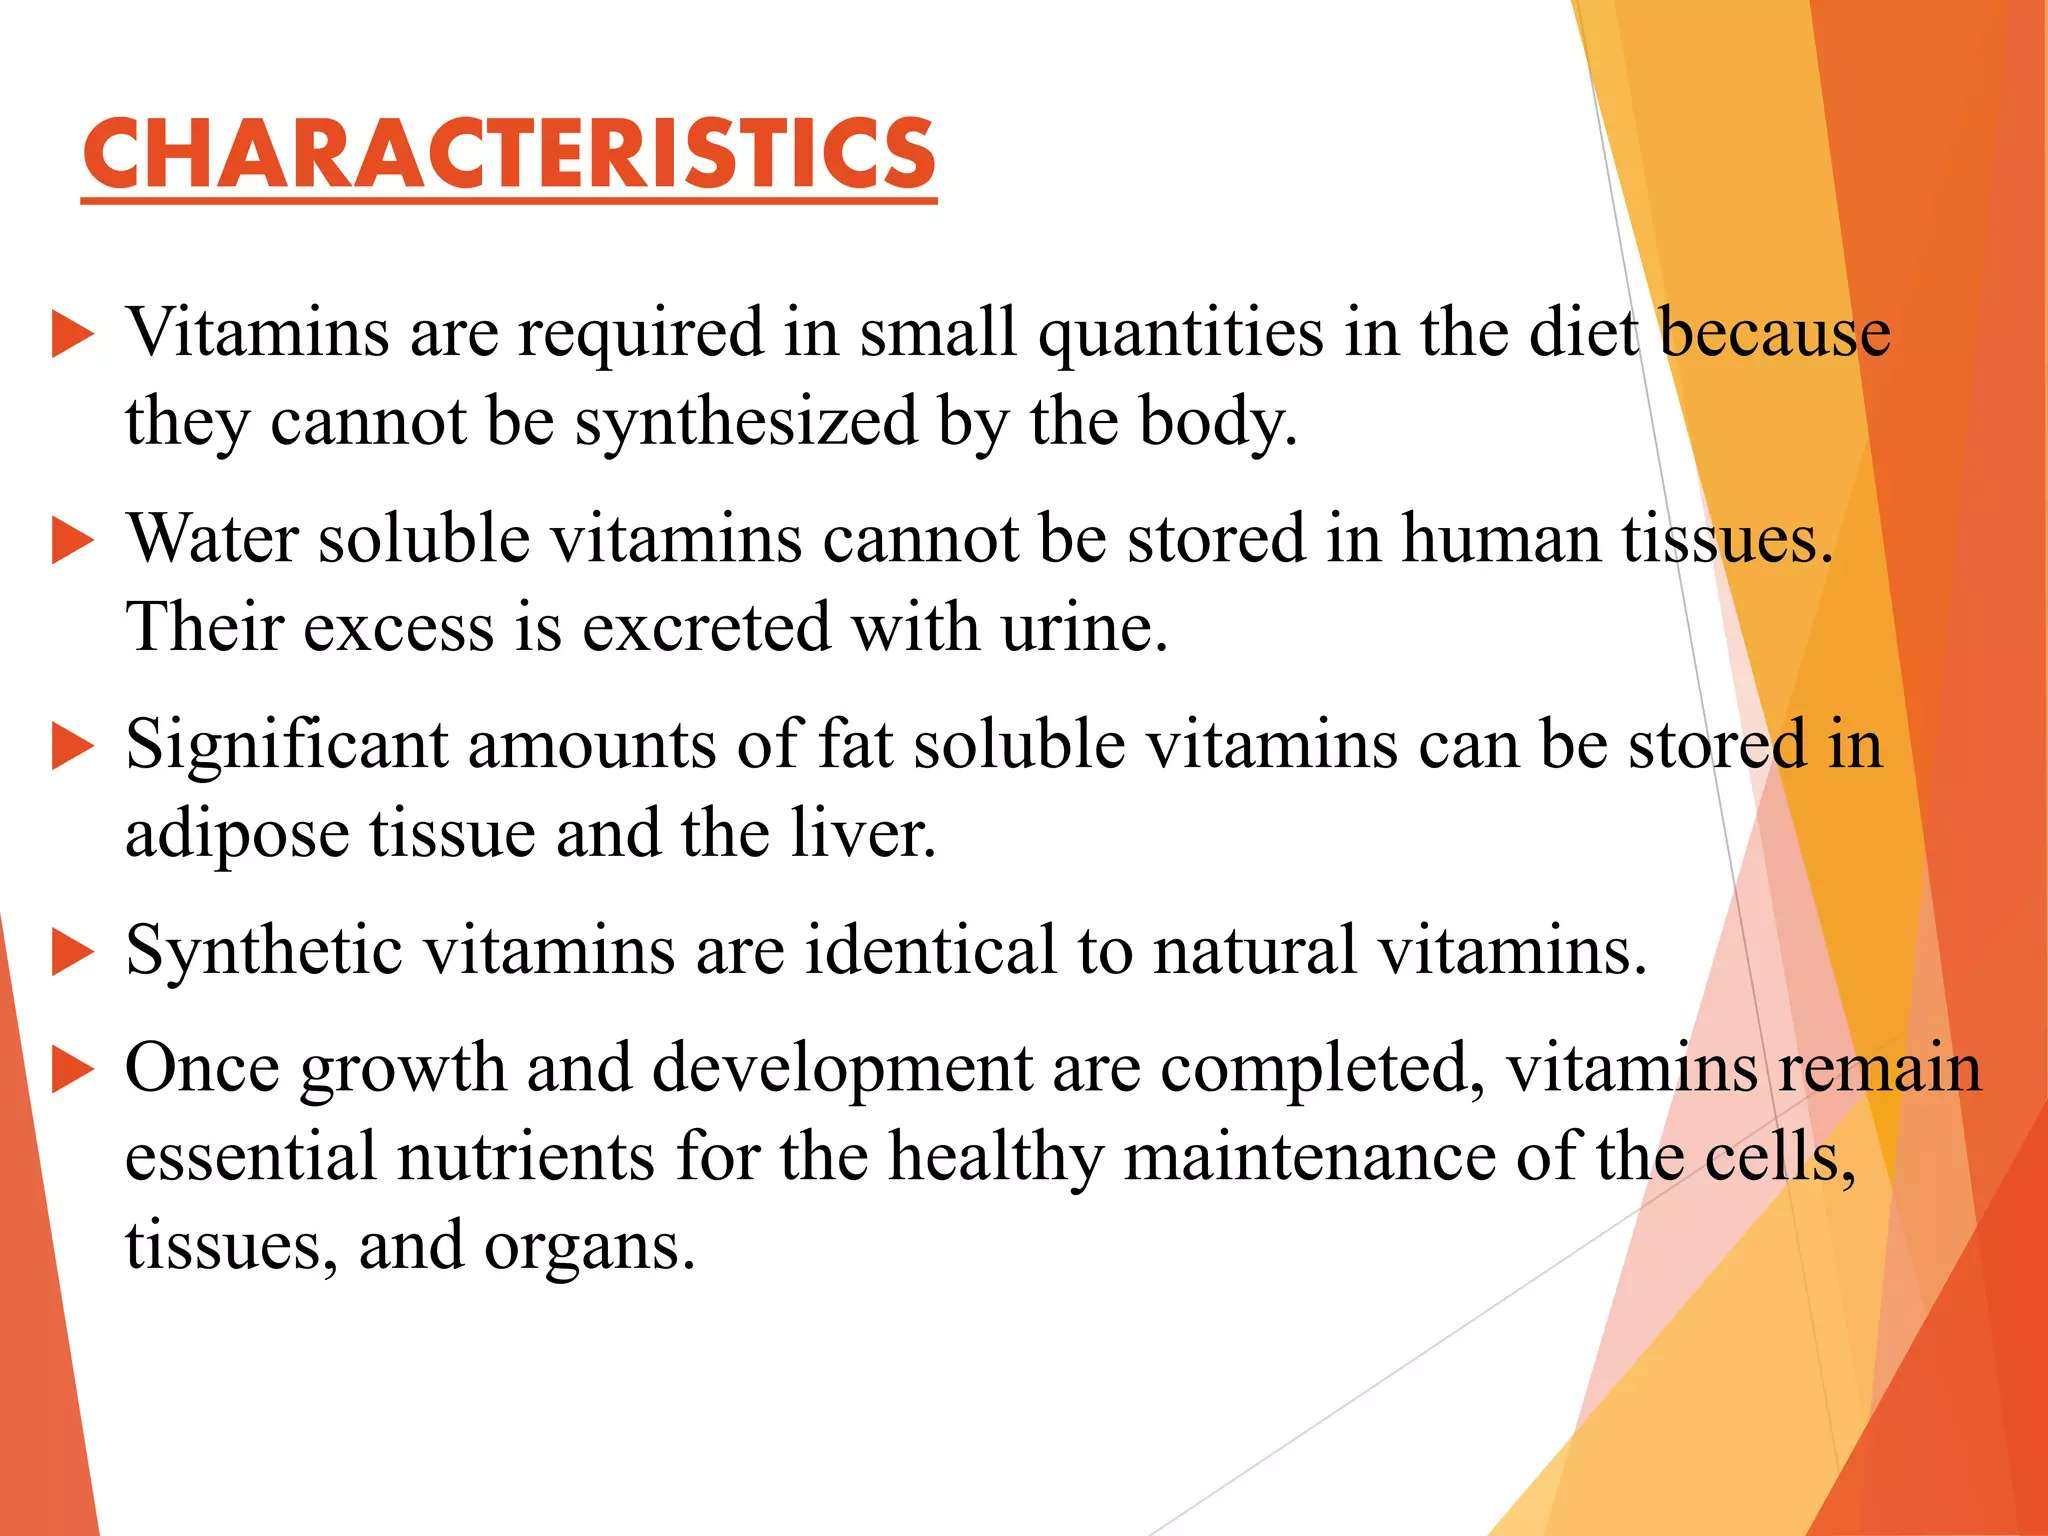 CHARACTERISTICS
Vitamins are required in small quantities in the diet because
they cannot be synthesized by the body.
Water soluble vitamins cannot be stored in human tissues.
Their excess is excreted with urine.
Significant amounts of fat soluble vitamins can be stored in
adipose tissue and the liver.
Synthetic vitamins are identical to natural vitamins.
Once growth and development are completed, vitamins remain
essential nutrients for the healthy maintenance of the cells,
tissues, and organs.